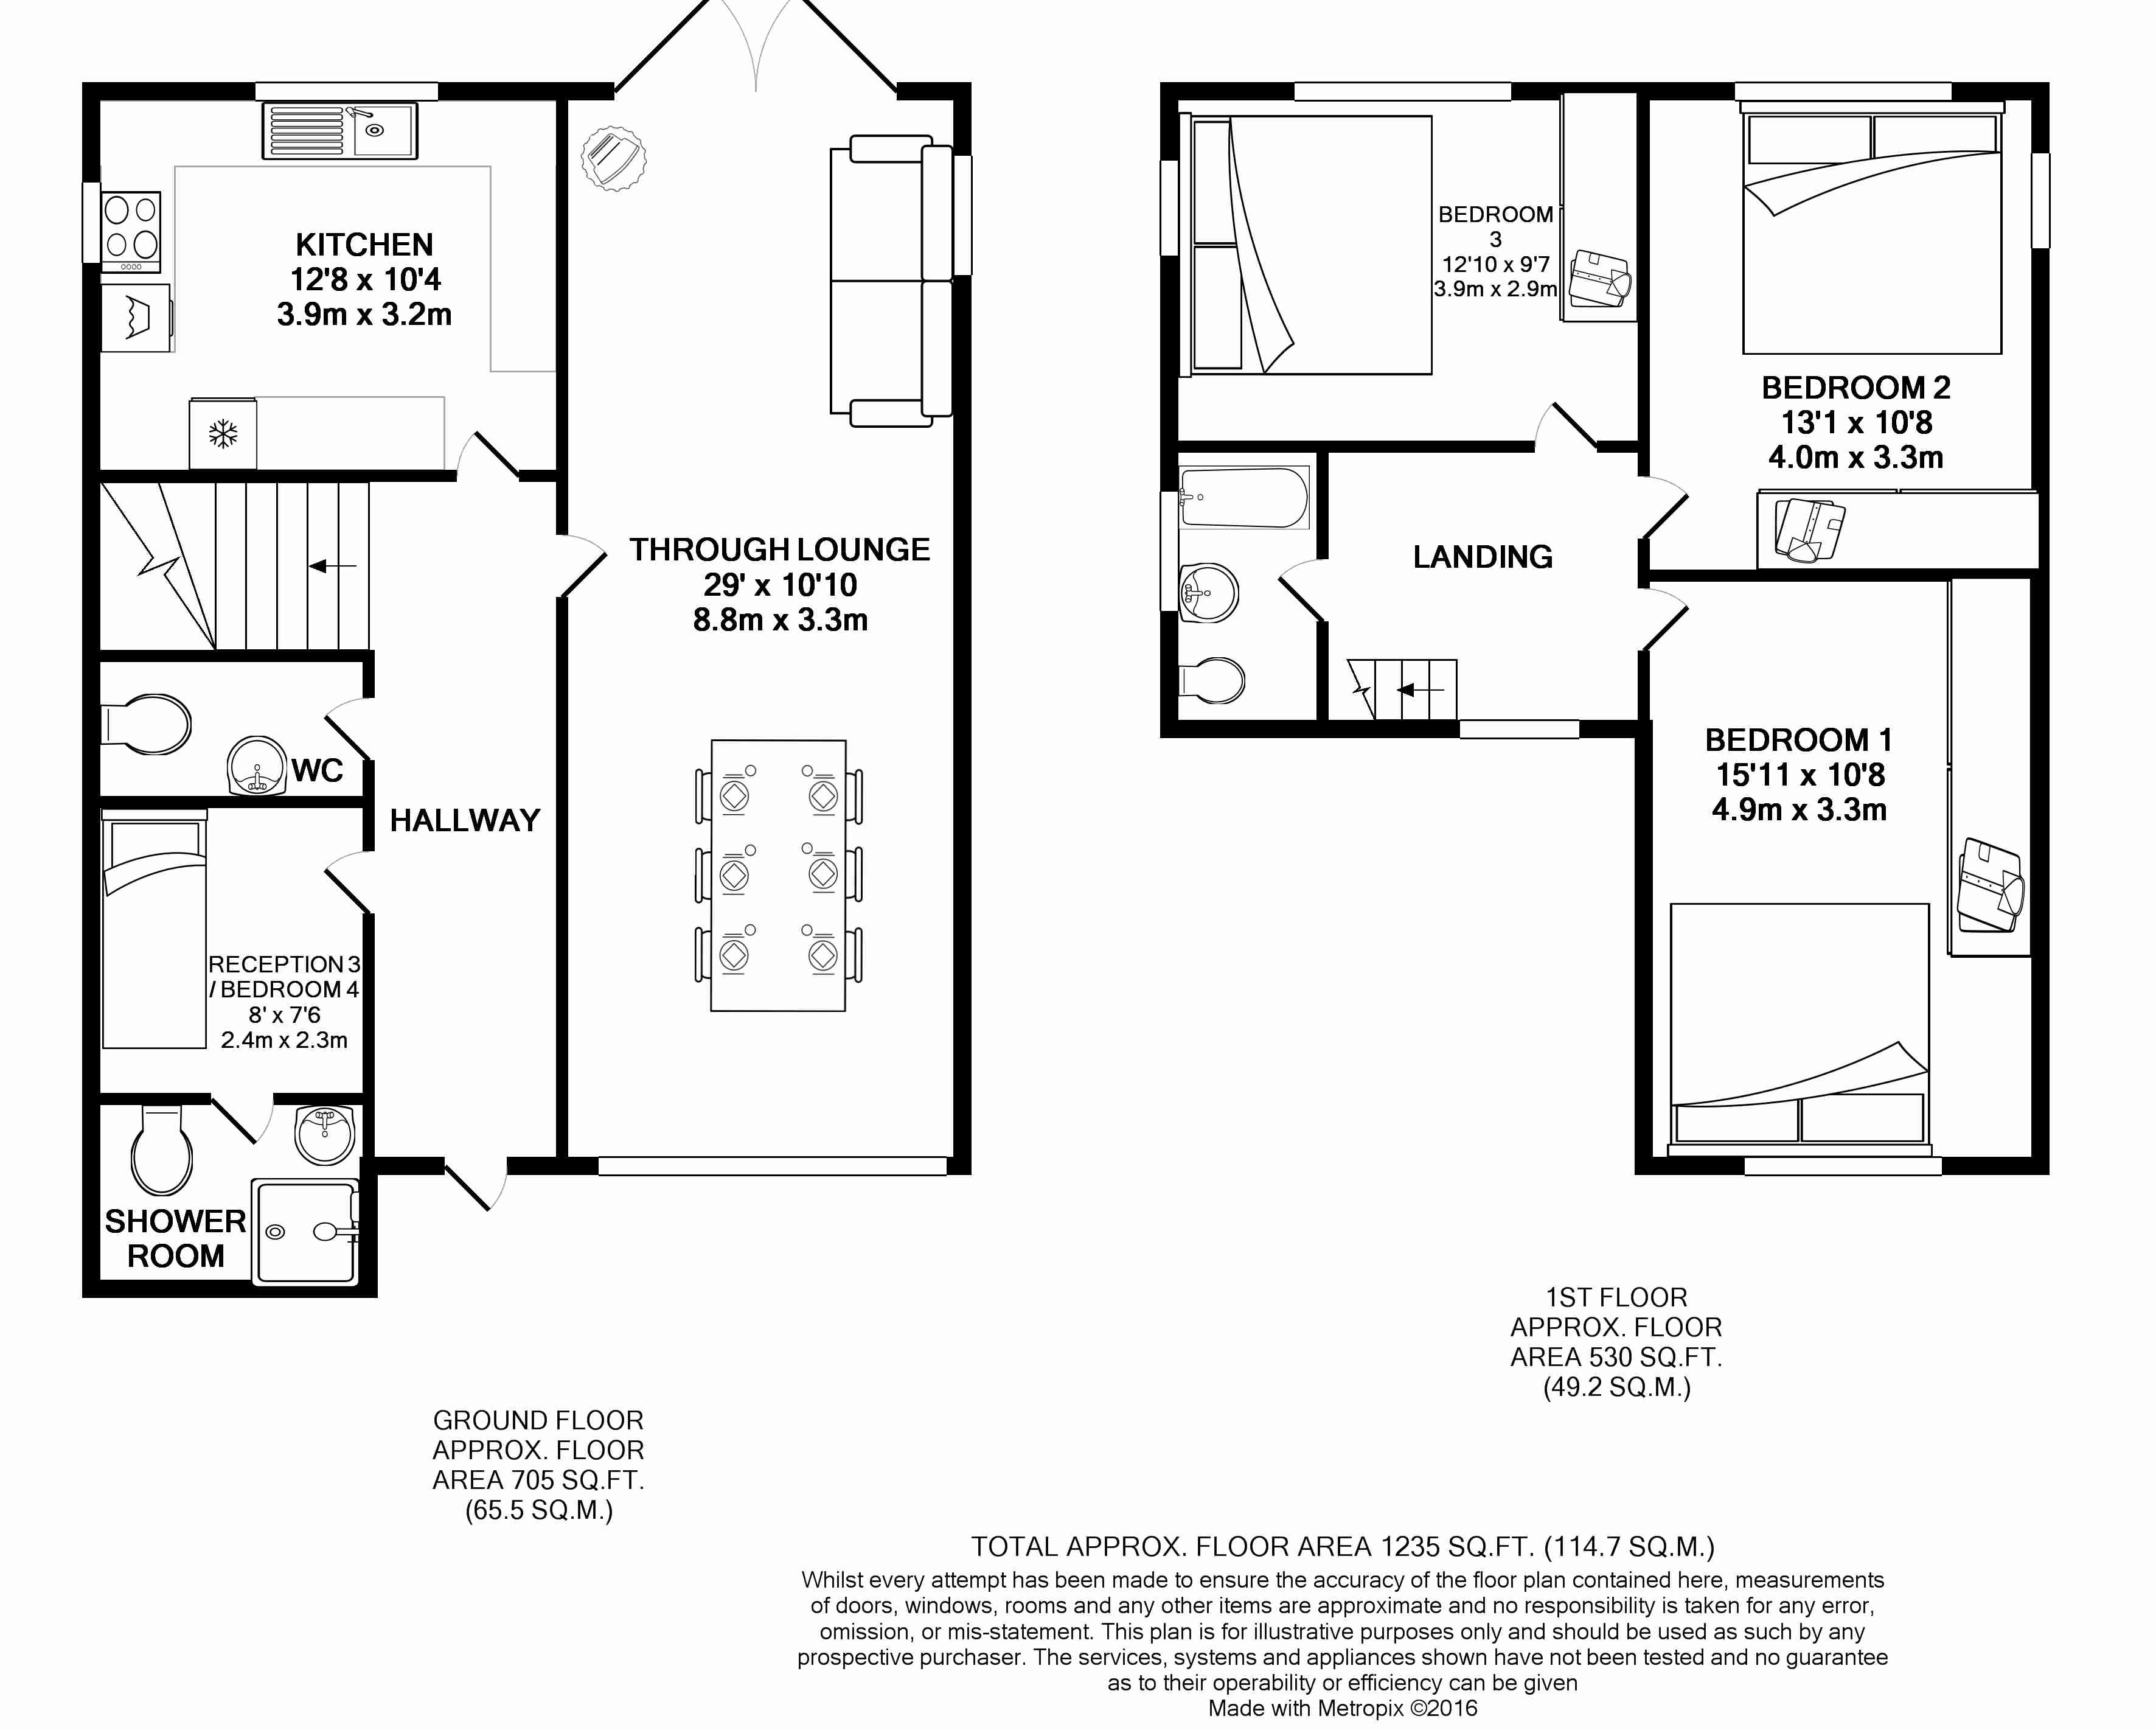 KITCHEN
12'8 x 10'4
3.9m x 3.2m
THROUGH LOUNGE
29' x 10'10
8.8m x 3.3m
WC
HALLWAY
RECEPTION 3
/ BEDROOM 4
8' x 7'6
2.4m x 2.3m
SHOWER
ROOM
GROUND FLOOR
APPROX. FLOOR
AREA 705 SQ.FT.
(65.5 SQ.M.)
BEDROOM
3
12'10 x 9'7
3.9m x 2.9m
BEDROOM 2
13'1 x 10'8
4.0m x 3.3m
LANDING
BEDROOM 1
15'11 x 10'8
4.9m x 3.3m
1ST FLOOR
APPROX. FLOOR
AREA 530 SQ.FT.
(49.2 SQ.M.)
TOTAL APPROX. FLOOR AREA 1235 SQ.FT. (114.7 SQ.M.)
Whilst every attempt has been made to ensure the accuracy of the floor plan contained here, measurements
of doors, windows, rooms and any other items are approximate and no responsibility is taken for any error,
omission, or mis-statement. This plan is for illustrative purposes only and should be used as such by any
prospective purchaser. The services, systems and appliances shown have not been tested and no guarantee
as to their operability or efficiency can be given
Made with Metropix ©2016